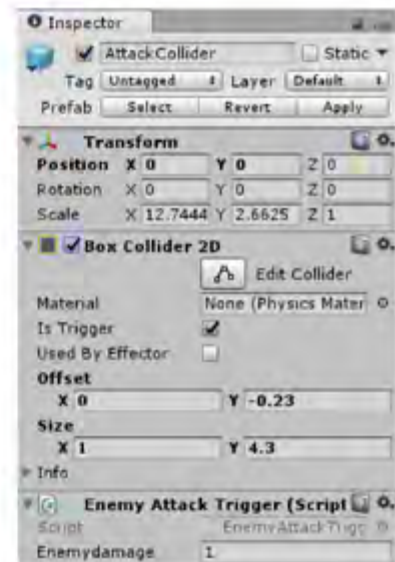 Inspector
AttackCollider Static
Tag Untagged Layer Default
Prefab Select Revert Apply
Transform
Position X 0 Y 0 Z 0
Rotation X 0 Y 0 Z 0
Scale X 12.7444 Y 2.6625 Z 1
Box Collider 2D
Edit Collider
Material None (Physics Mater
Is Trigger
Used By Effector
Offset
X 0 Y -0.23
Size
X 1 Y 4.3
Info
Enemy Attack Trigger (Script
Script EnemyAttackTrigg
Enemydamage 1